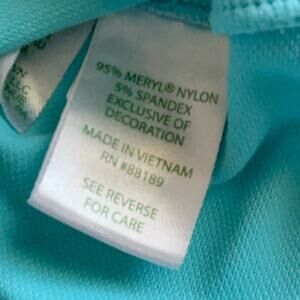 95% MERYL® NYLON
5% SPANDEX
EXCLUSIVE OF
DECORATION
MADE IN VIETNAM
RN #88189
SEE REVERSE
FOR CARE